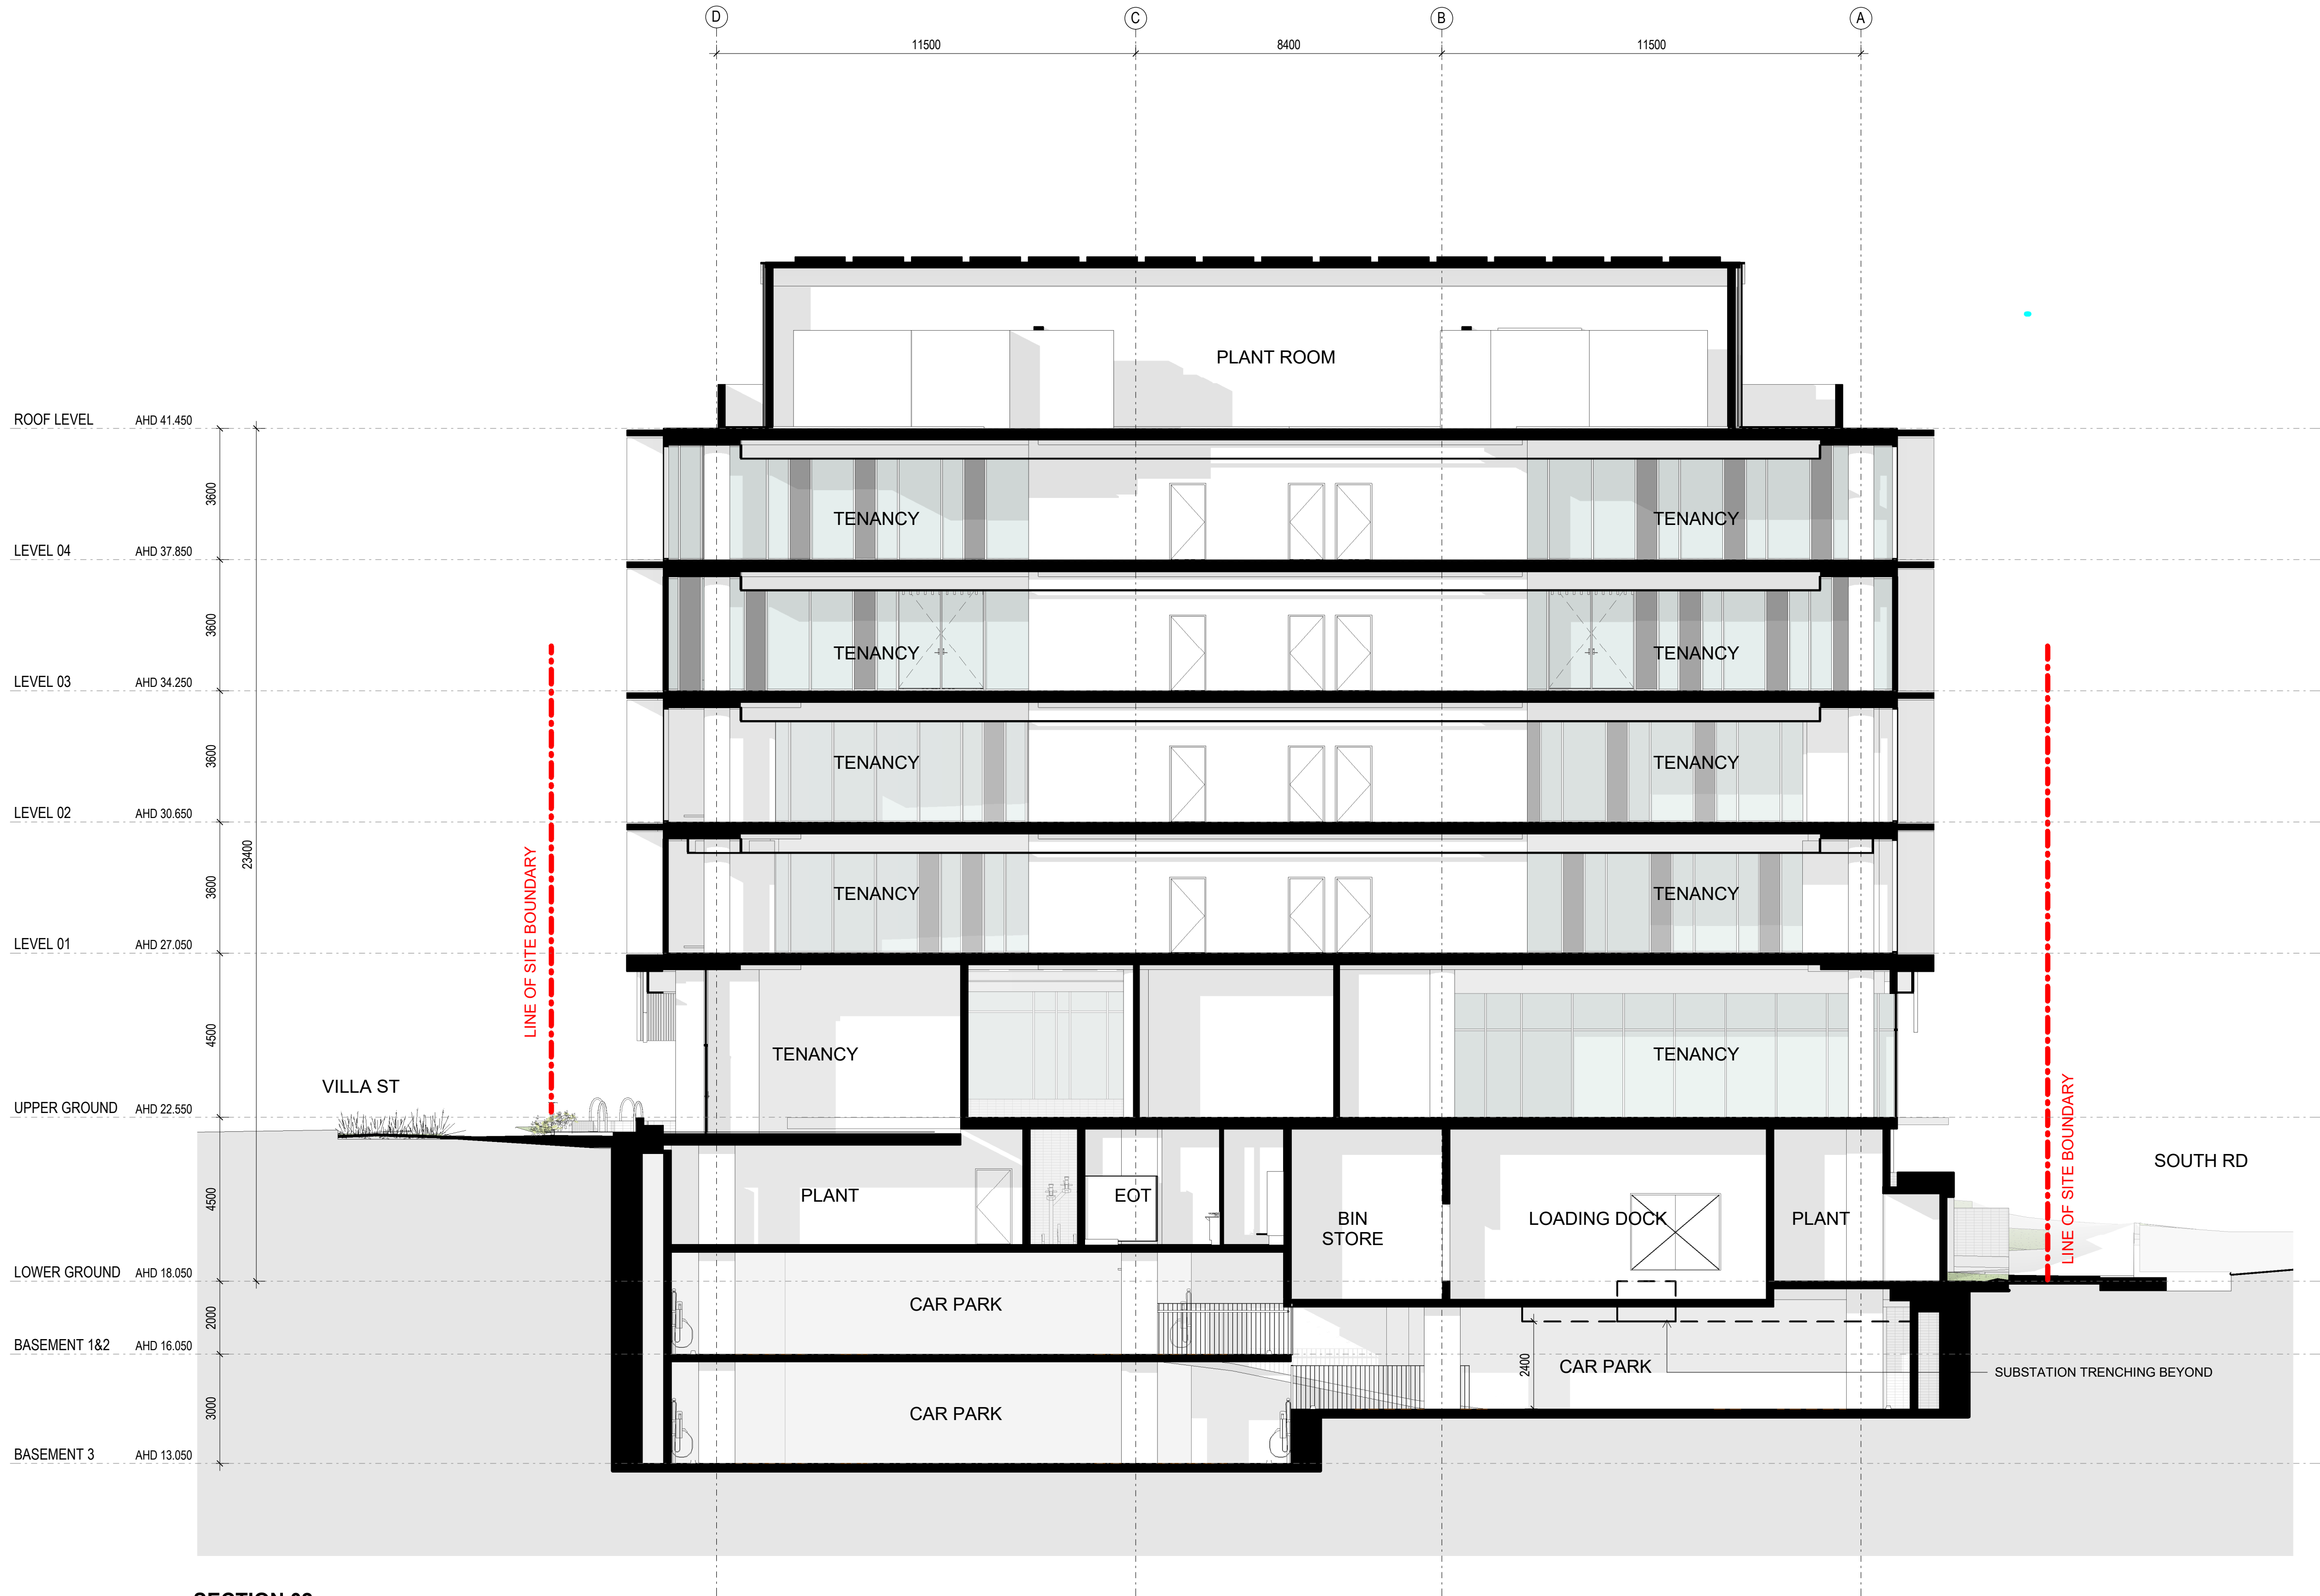 D
C
B
A
11500
8400
11500
PLANT ROOM
ROOF LEVEL AHD 41.450
3600
TENANCY
TENANCY
LEVEL 04 AHD 37.850
3600
TENANCY
TENANCY
LEVEL 03 AHD 34.250
3600
TENANCY
TENANCY
LEVEL 02 AHD 30.650
23400
3600
TENANCY
TENANCY
LINE OF SITE BOUNDARY
LEVEL 01 AHD 27.050
4500
TENANCY
TENANCY
VILLA ST
UPPER GROUND AHD 22.550
4500
PLANT
EOT
BIN
STORE
LOADING DOCK
PLANT
LINE OF SITE BOUNDARY
SOUTH RD
LOWER GROUND AHD 18.050
2000
CAR PARK
BASEMENT 1&2 AHD 16.050
2400
CAR PARK
SUBSTATION TRENCHING BEYOND
3000
CAR PARK
BASEMENT 3 AHD 13.050